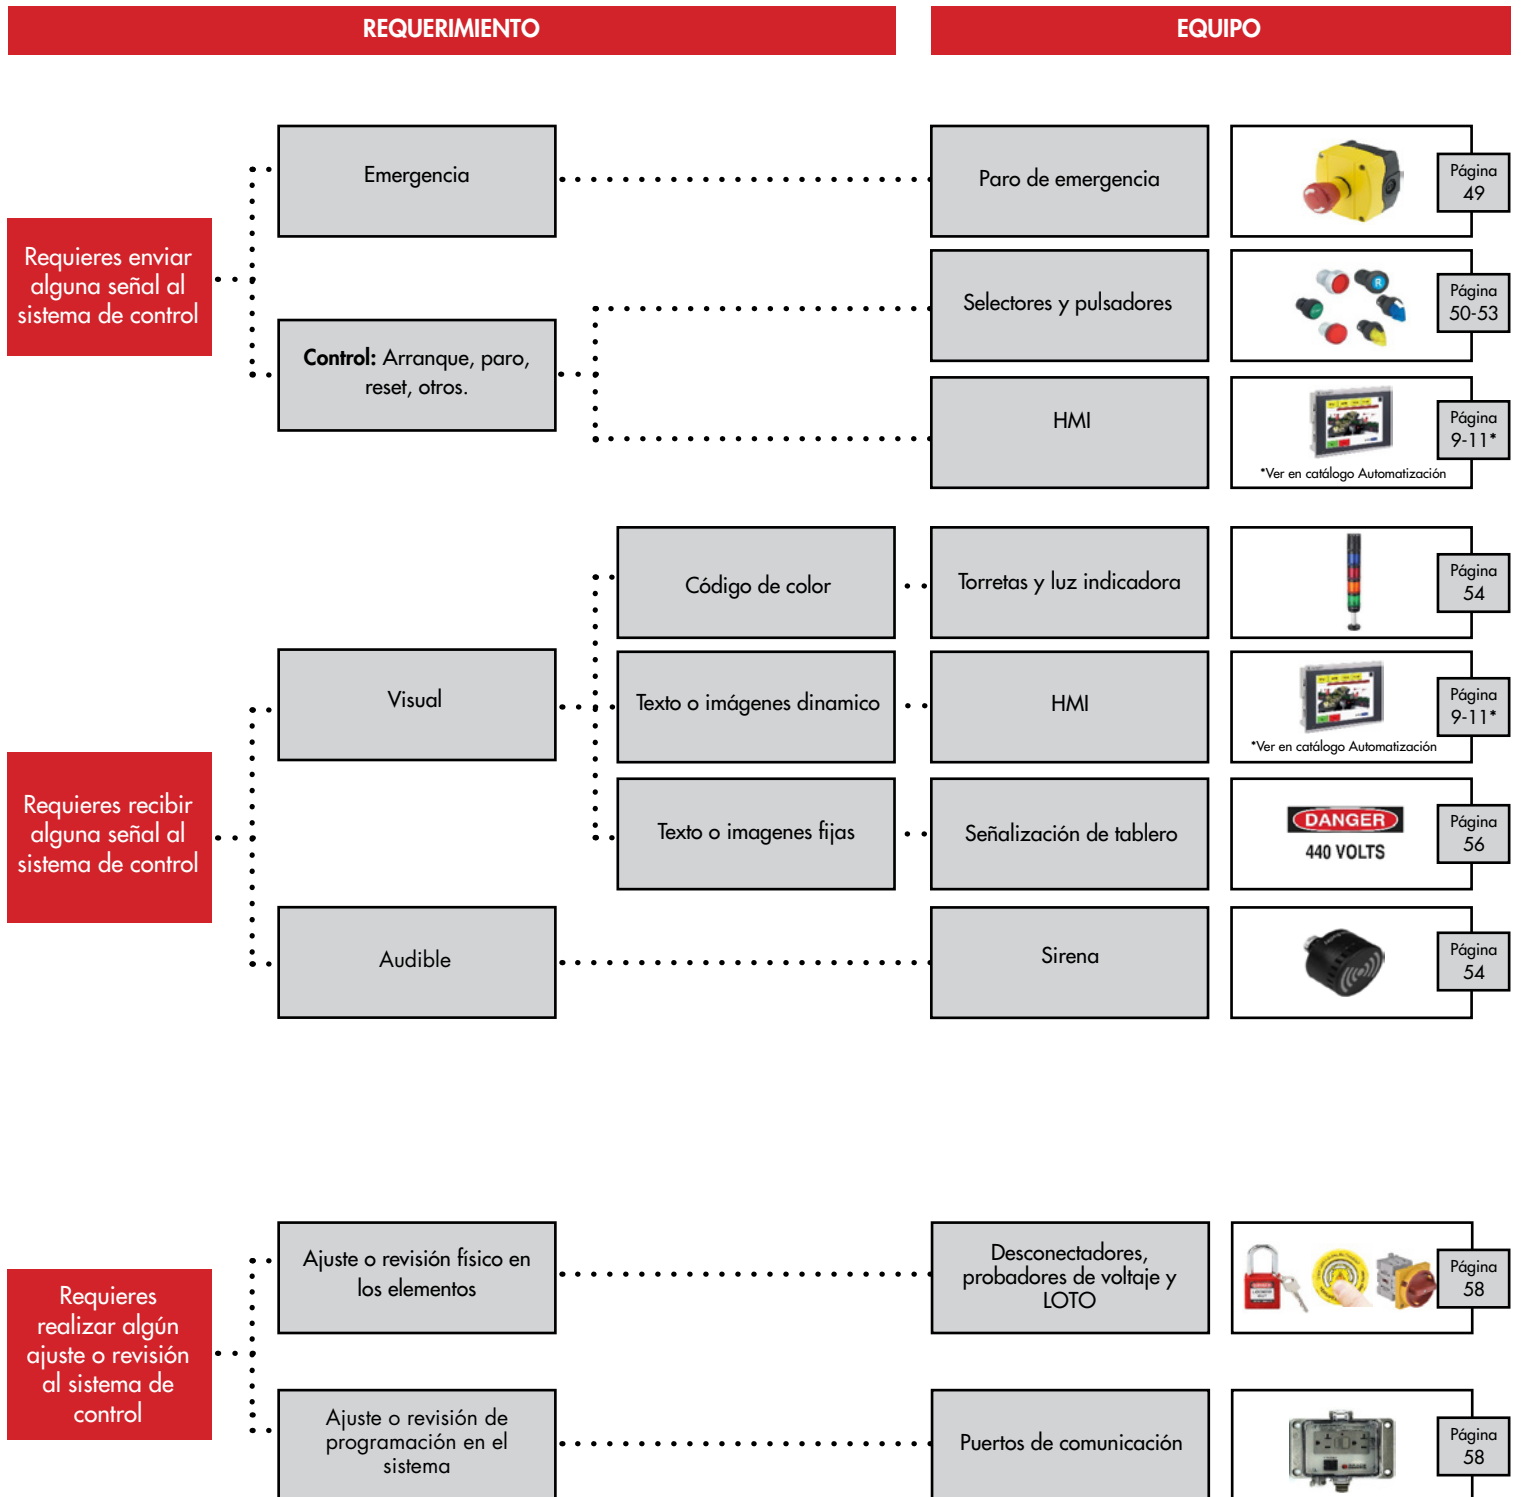 REQUERIMIENTO
EQUIPO
Requieres enviar
alguna señal al
sistema de control
Emergencia
Paro de emergencia
Página
49
Control: Arranque, paro,
reset, otros.
Selectores y pulsadores
R
Página
50-53
HMI
Página
9-11*
*Ver en catálogo Automatización
Requieres recibir
alguna señal al
sistema de control
Visual
Código de color
Torretas y luz indicadora
Página
54
Texto o imágenes dinamico
HMI
Página
9-11*
*Ver en catálogo Automatización
Texto o imagenes fijas
Señalización de tablero
DANGER
440 VOLTS
Página
56
Audible
Sirena
Página
54
Requieres
realizar algún
ajuste o revisión
al sistema de
control
Ajuste o revisión físico en
los elementos
Desconectadores,
probadores de voltaje y
LOTO
Página
58
Ajuste o revisión de
programación en el
sistema
Puertos de comunicación
Página
58